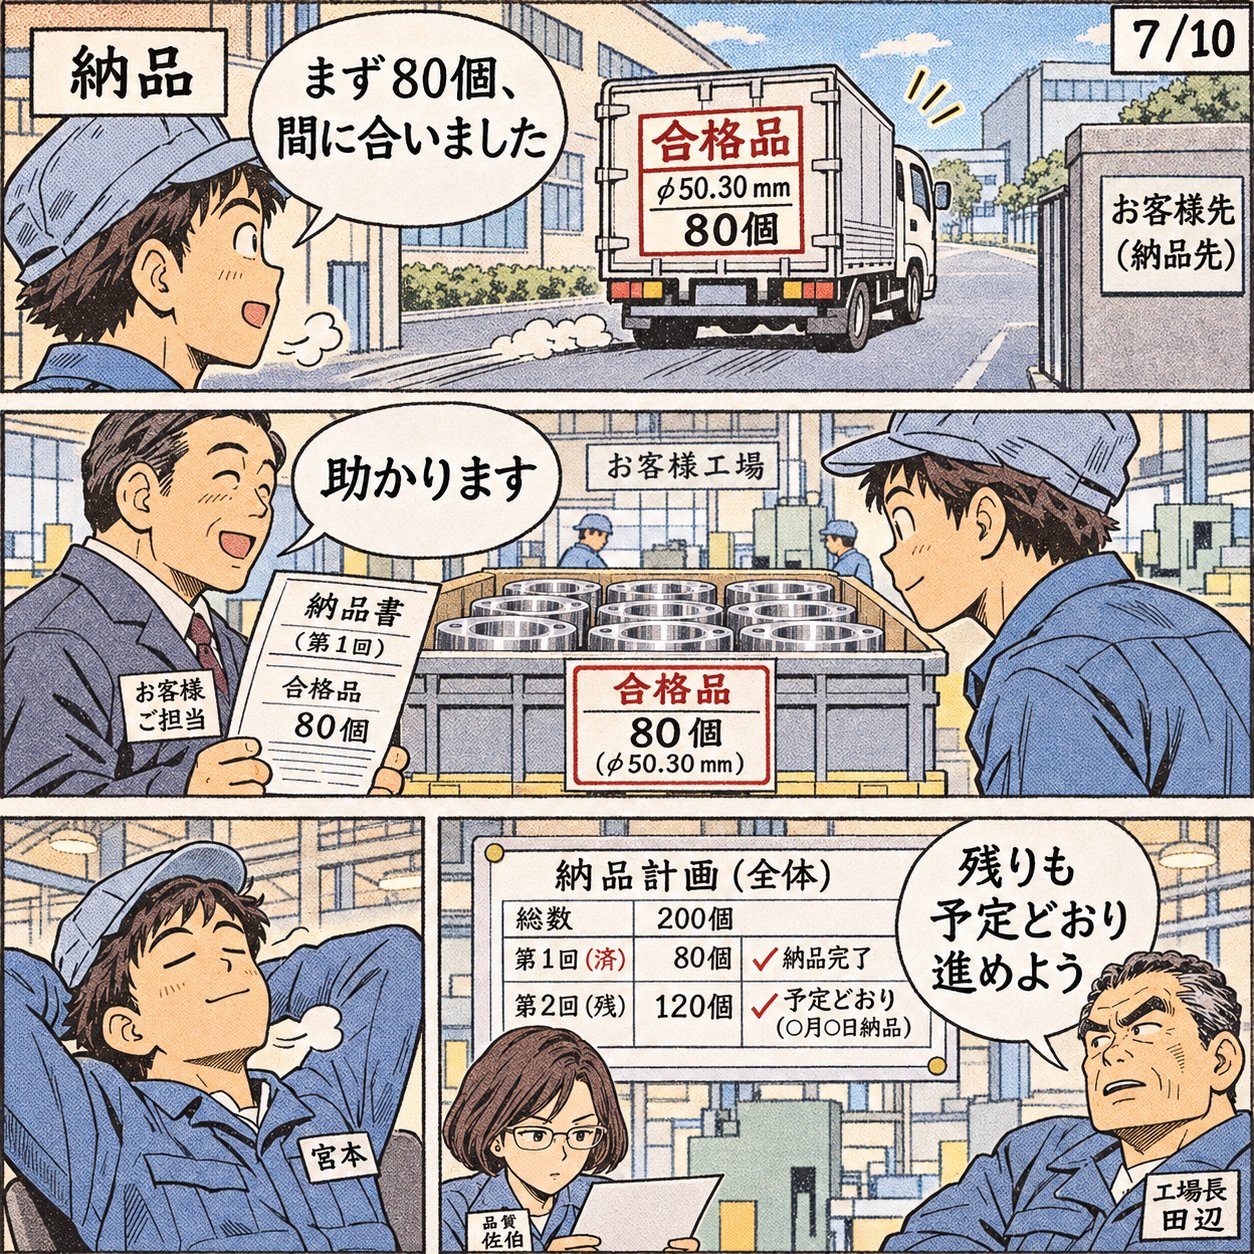 納品
まず80個、
間に合いました
7/10
合格品
φ50.30mm
80個
お客様先
(納品先)
助かります
お客様工場
納品書
(第1回)
合格品
80個
お客様
ご担当
合格品
80個
(φ50.30mm)
宮本
納品計画(全体)
総数 200個
第1回(済) 80個 ✓納品完了
第2回(残) 120個 ✓予定どおり
(○月○日納品)
残りも
予定どおり
進めよう
品質
佐伯
工場長
田辺